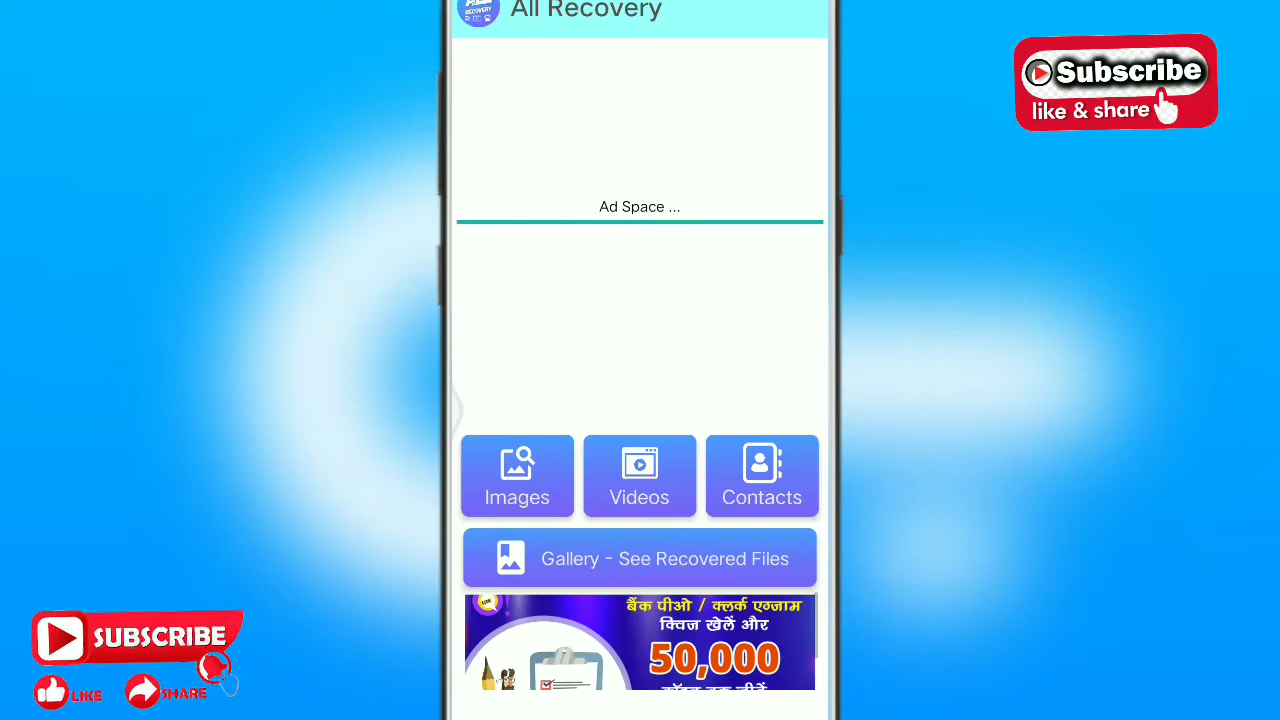 All Recovery
RECOVERY
Subscribe
like & share
Ad Space ...
Images
Videos
Contacts
Gallery - See Recovered Files
बैंक पीओ / क्लर्क एग्जाम
क्विज खेलें और
50,000
SUBSCRIBE
LIKE
SHARE